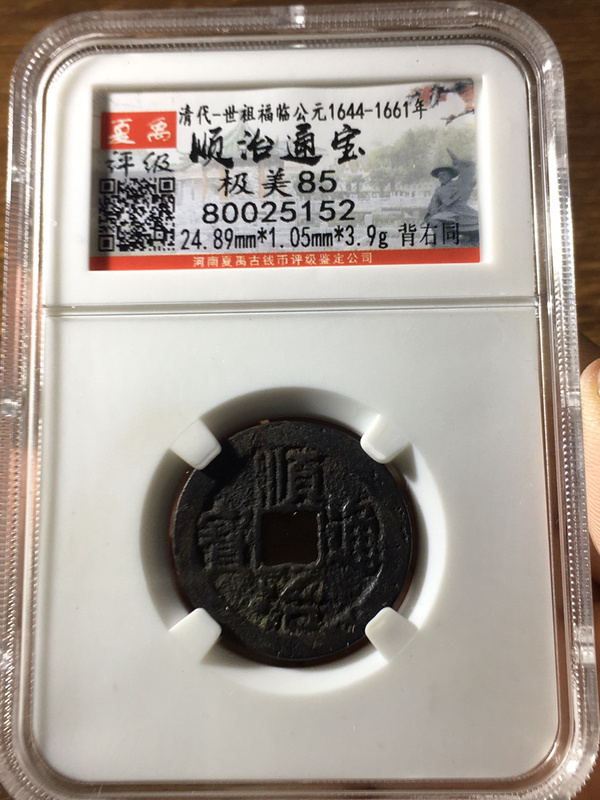 夏禹
评级
清代-世祖福临公元1644-1661年
顺治通宝
极美85
80025152
24.89mm*1.05mm*3.9g 背右同
河南夏禹古钱币评级鉴定公司
順
寶 通
治